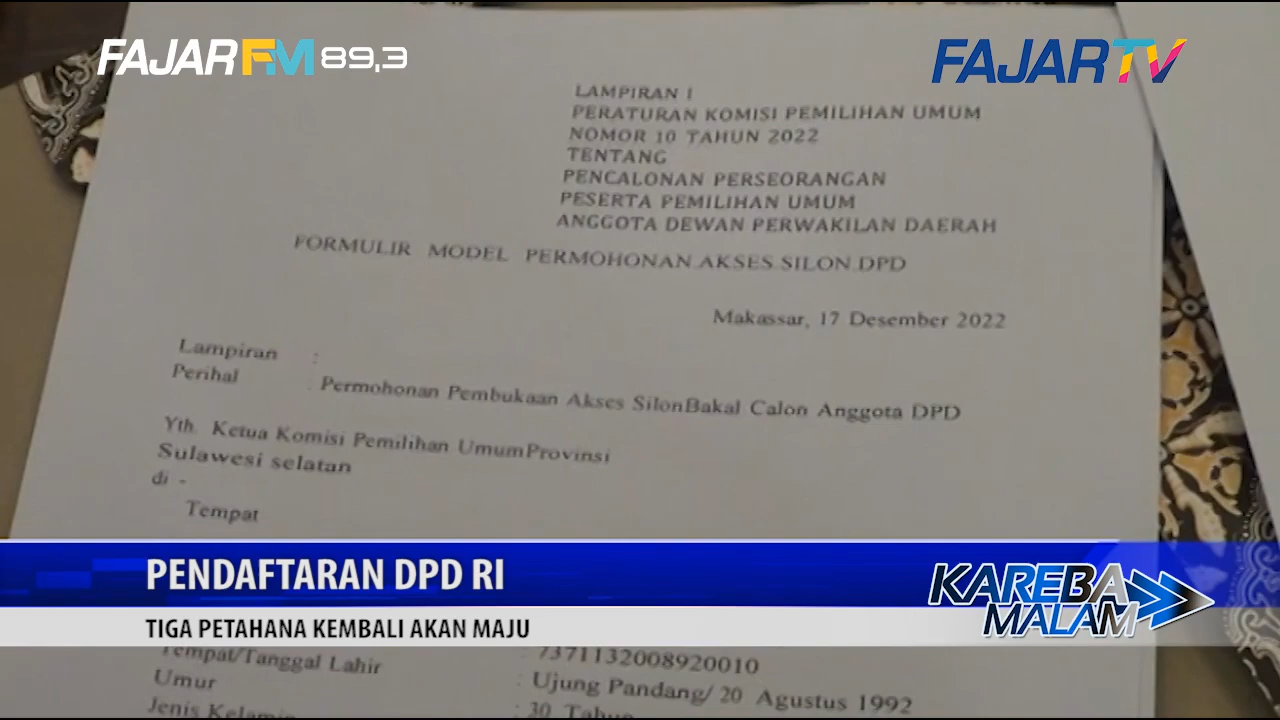 FAJAR FM 89,3
FAJAR TV
LAMPIRAN I
PERATURAN KOMISI PEMILIHAN UMUM
NOMOR 10 TAHUN 2022
TENTANG
PENCALONAN PERSEORANGAN
PESERTA PEMILIHAN UMUM
ANGGOTA DEWAN PERWAKILAN DAERAH
FORMULIR MODEL PERMOHONAN.AKSES.SILON.DPD
Makassar, 17 Desember 2022
Lampiran :
Perihal : Permohonan Pembukaan Akses SilonBakal Calon Anggota DPD
Yth. Ketua Komisi Pemilihan UmumProvinsi
Sulawesi selatan
di -
Tempat
PENDAFTARAN DPD RI
KAREBA MALAM
TIGA PETAHANA KEMBALI AKAN MAJU
: 7371132008920010
Tempat/Tanggal Lahir : Ujung Pandang/ 20 Agustus 1992
Umur : 30 Tahun
Jenis Kelamin